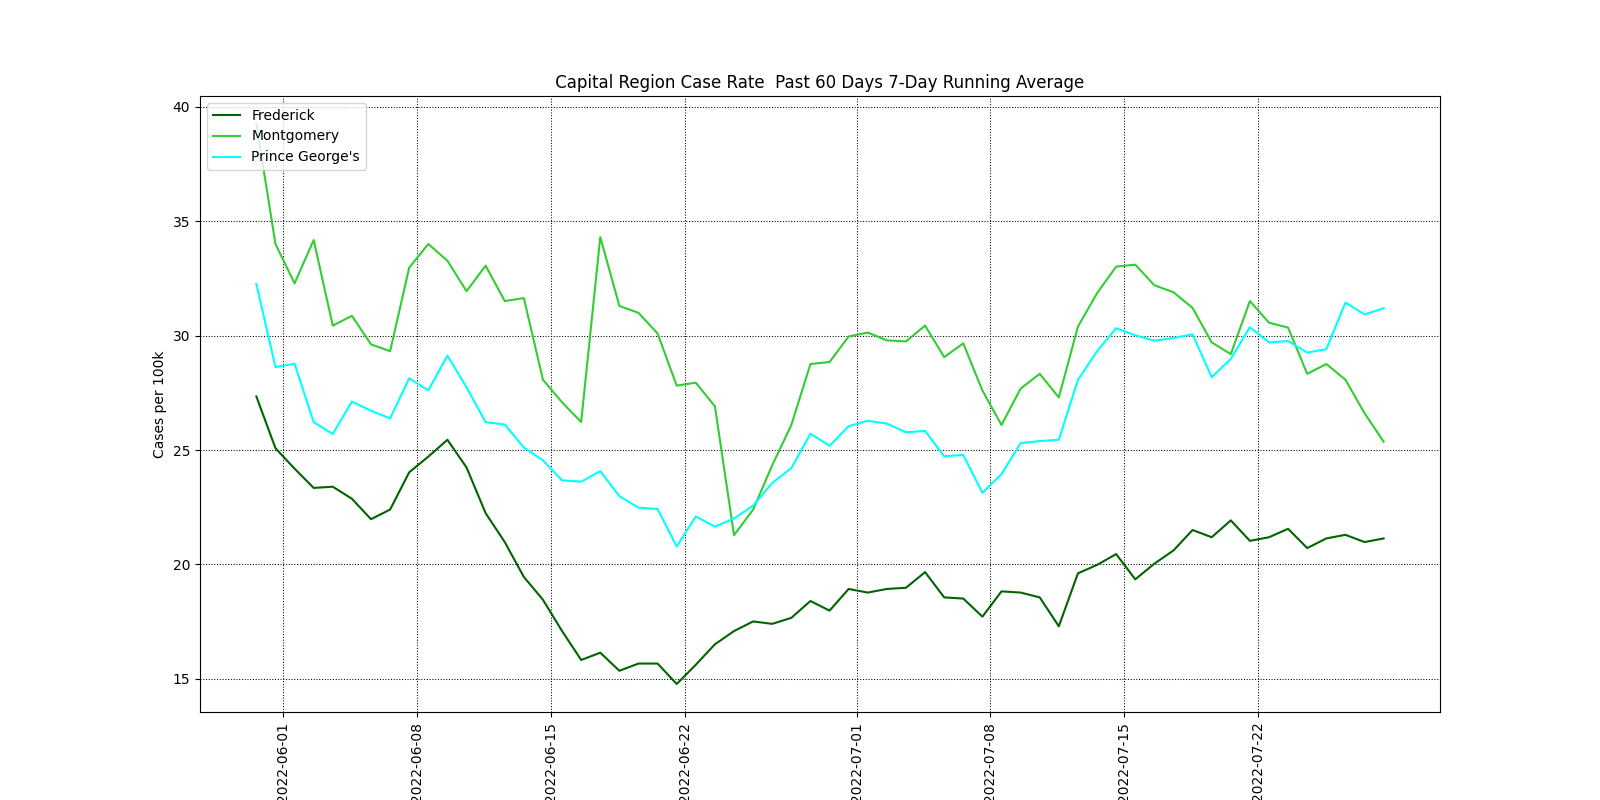 Capital Region Case Rate  Past 60 Days 7-Day Running Average
Frederick
Montgomery
Prince George's
Cases per 100k
40
35
30
25
20
15
2022-06-01
2022-06-08
2022-06-15
2022-06-22
2022-07-01
2022-07-08
2022-07-15
2022-07-22